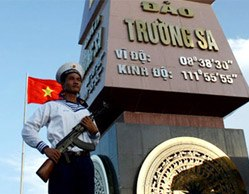 ĐẢO
TRƯỜNG SA
VĨ ĐỘ: 08°38'30"
KINH ĐỘ: 111°55'55"